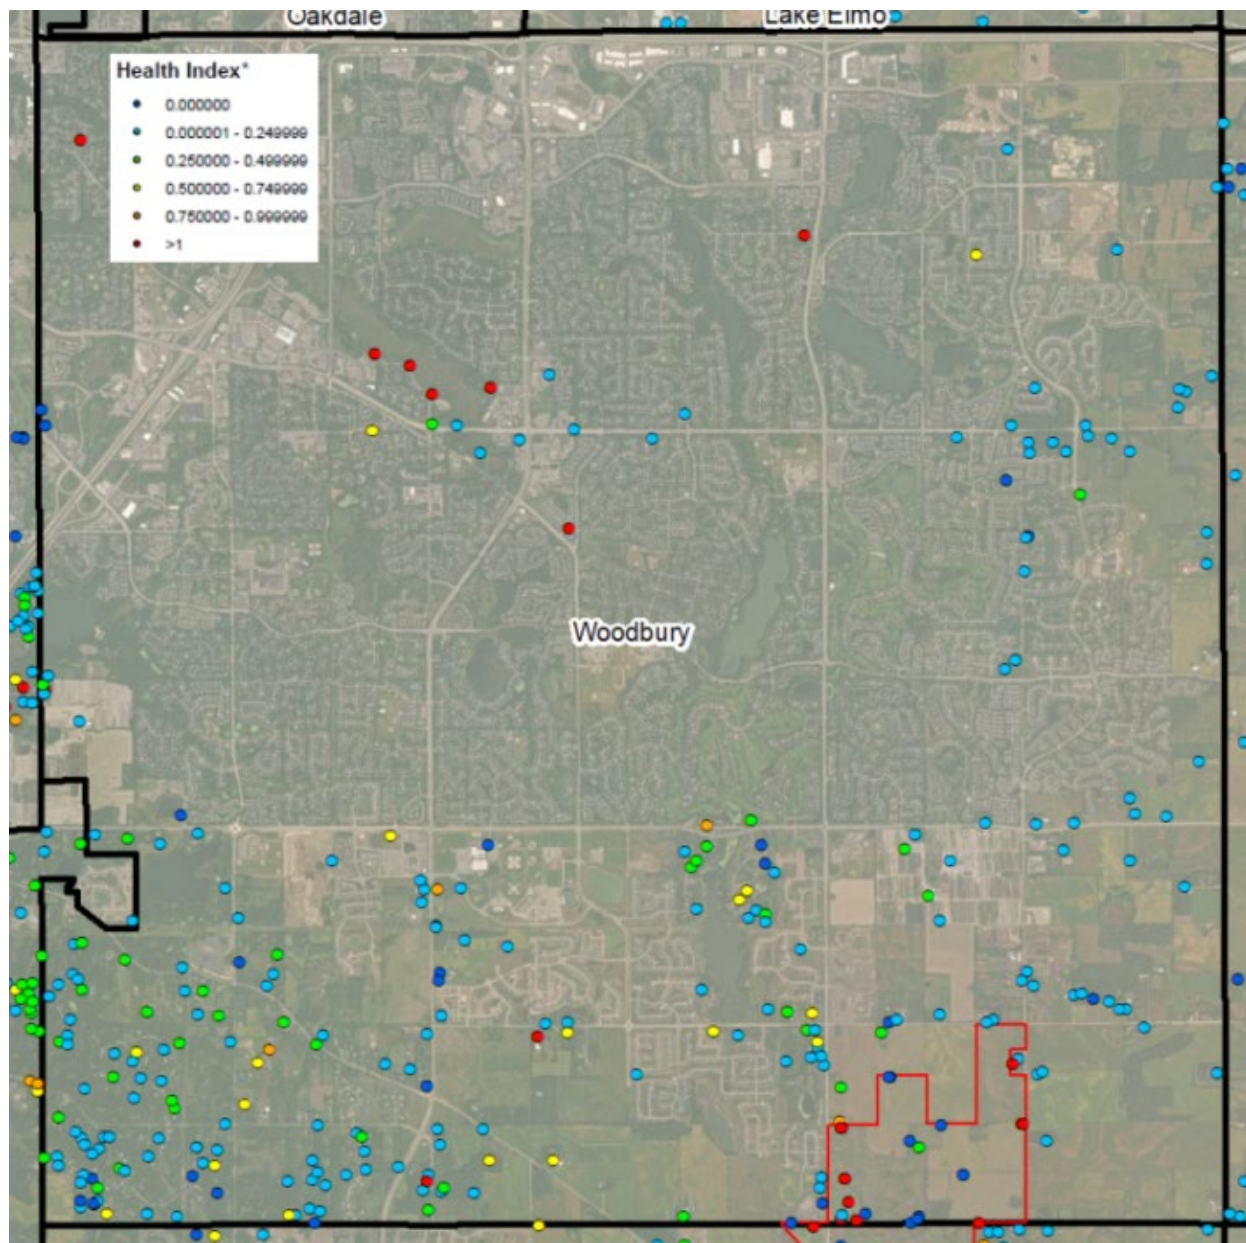 Oakdale
Lake Elmo
Health Index*
0.000000
0.000001 - 0.249999
0.250000 - 0.499999
0.500000 - 0.749999
0.750000 - 0.999999
>1
Woodbury